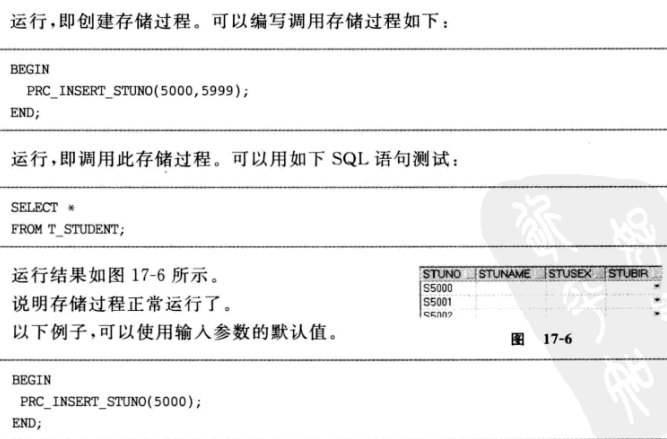 运行,即创建存储过程。可以编写调用存储过程如下:
BEGIN
PRC_INSERT_STUNO(5000,5999);
END;
运行,即调用此存储过程。可以用如下 SQL 语句测试:
SELECT *
FROM T_STUDENT;
运行结果如图 17-6 所示。
说明存储过程正常运行了。
以下例子,可以使用输入参数的默认值。
STUNO STUNAME STUSEX STUBIR
S5000
S5001
S5002
图 17-6
BEGIN
PRC_INSERT_STUNO(5000);
END;